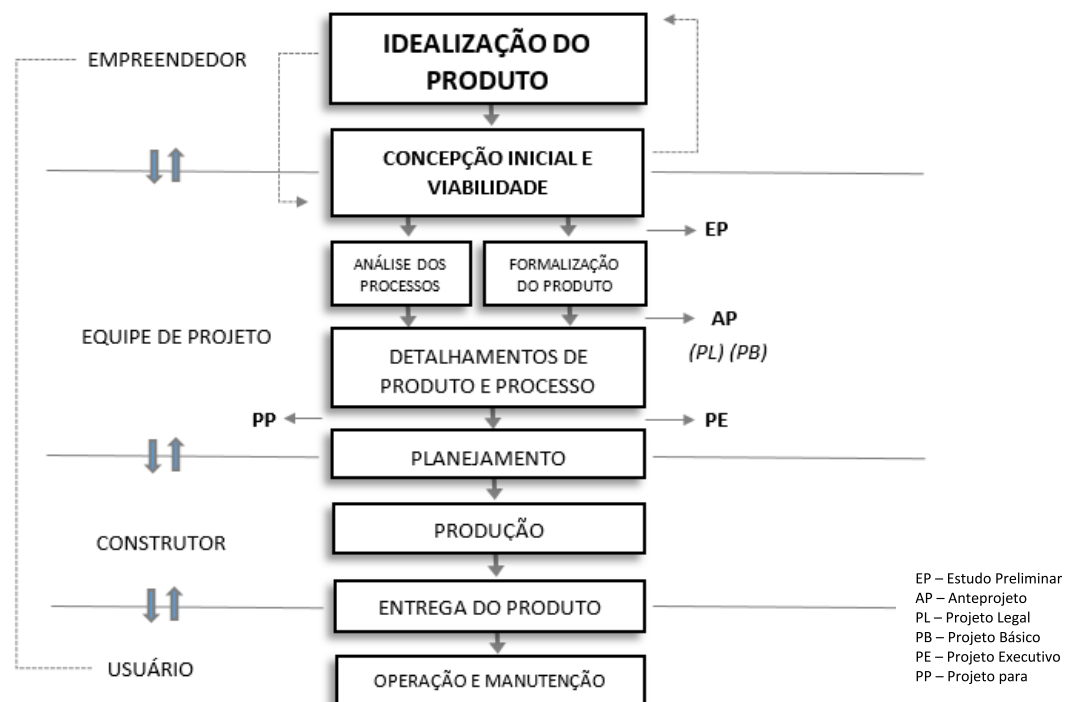 IDEALIZAÇÃO DO
PRODUTO
EMPREENDEDOR
CONCEPÇÃO INICIAL E
VIABILIDADE
EP
ANÁLISE DOS
PROCESSOS
FORMALIZAÇÃO
DO PRODUTO
AP
(PL) (PB)
EQUIPE DE PROJETO
DETALHAMENTOS DE
PRODUTO E PROCESSO
PP
PE
PLANEJAMENTO
PRODUÇÃO
CONSTRUTOR
ENTREGA DO PRODUTO
USUÁRIO
OPERAÇÃO E MANUTENÇÃO
EP – Estudo Preliminar
AP – Anteprojeto
PL – Projeto Legal
PB – Projeto Básico
PE – Projeto Executivo
PP – Projeto para